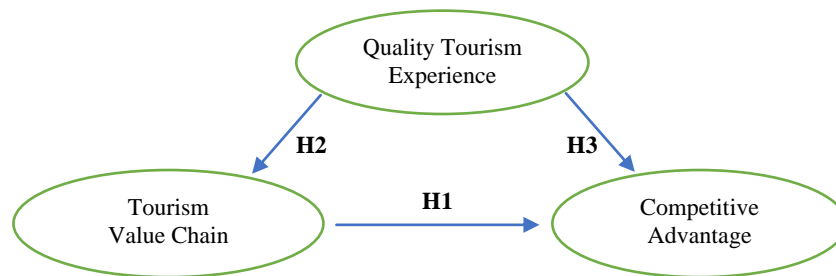 Quality Tourism
Experience
H2
H3
H1
Tourism
Value Chain
Competitive
Advantage